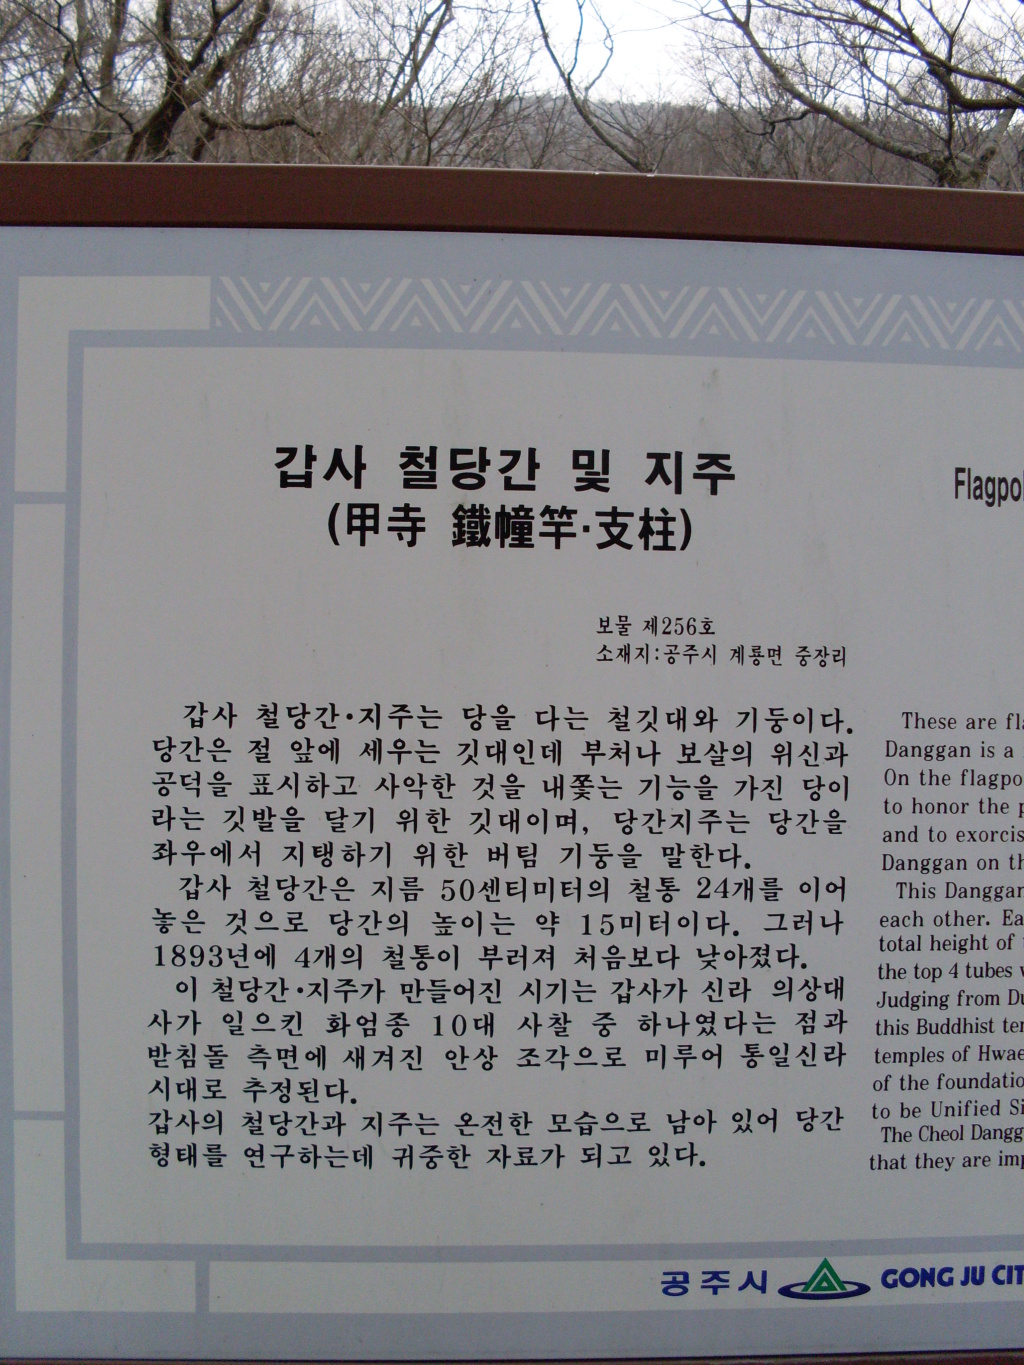 갑사 철당간 및 지주
(甲寺 鐵幢竿·支柱)
보물 제256호
소재지:공주시 계룡면 중장리
갑사 철당간·지주는 당을 다는 철깃대와 기둥이다.
당간은 절 앞에 세우는 깃대인데 부처나 보살의 위신과
공덕을 표시하고 사악한 것을 내쫓는 기능을 가진 당이
라는 깃발을 달기 위한 깃대이며, 당간지주는 당간을
좌우에서 지탱하기 위한 버팀 기둥을 말한다.
갑사 철당간은 지름 50센티미터의 철통 24개를 이어
놓은 것으로 당간의 높이는 약 15미터이다. 그러나
1893년에 4개의 철통이 부러져 처음보다 낮아졌다.
이 철당간·지주가 만들어진 시기는 갑사가 신라 의상대
사가 일으킨 화엄종 10대 사찰 중 하나였다는 점과
받침돌 측면에 새겨진 안상 조각으로 미루어 통일신라
시대로 추정된다.
갑사의 철당간과 지주는 온전한 모습으로 남아 있어 당간
형태를 연구하는데 귀중한 자료가 되고 있다.
Flagpol
These are fla
Danggan is a
On the flagpo
to honor the p
and to exorcis
Danggan on th
This Danggan
each other. Ea
total height of
the top 4 tubes
Judging from Du
this Buddhist ter
temples of Hwae
of the foundatio
to be Unified Si
The Cheol Dangg
that they are imp
공주시 GONG JU CIT